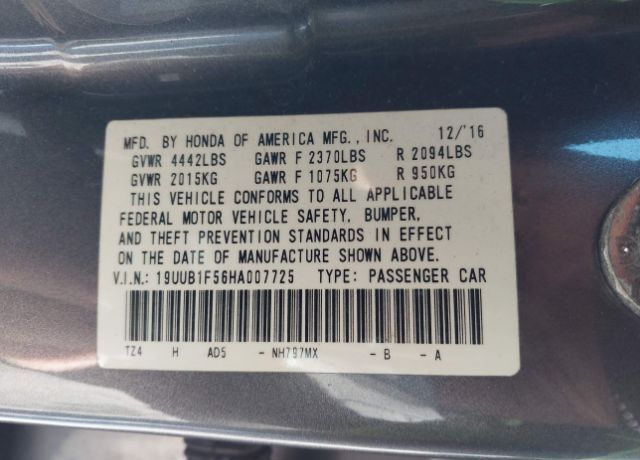 MFD. BY HONDA OF AMERICA MFG., INC. 12/'16
GVWR 4442LBS GAWR F 2370LBS R 2094LBS
GVWR 2015KG GAWR F 1075KG R 950KG
THIS VEHICLE CONFORMS TO ALL APPLICABLE
FEDERAL MOTOR VEHICLE SAFETY, BUMPER,
AND THEFT PREVENTION STANDARDS IN EFFECT
ON THE DATE OF MANUFACTURE SHOWN ABOVE.
V.I.N.: 19UUB1F56HA007725 TYPE: PASSENGER CAR
TZ4 H AD5 - NH797MX - B - A